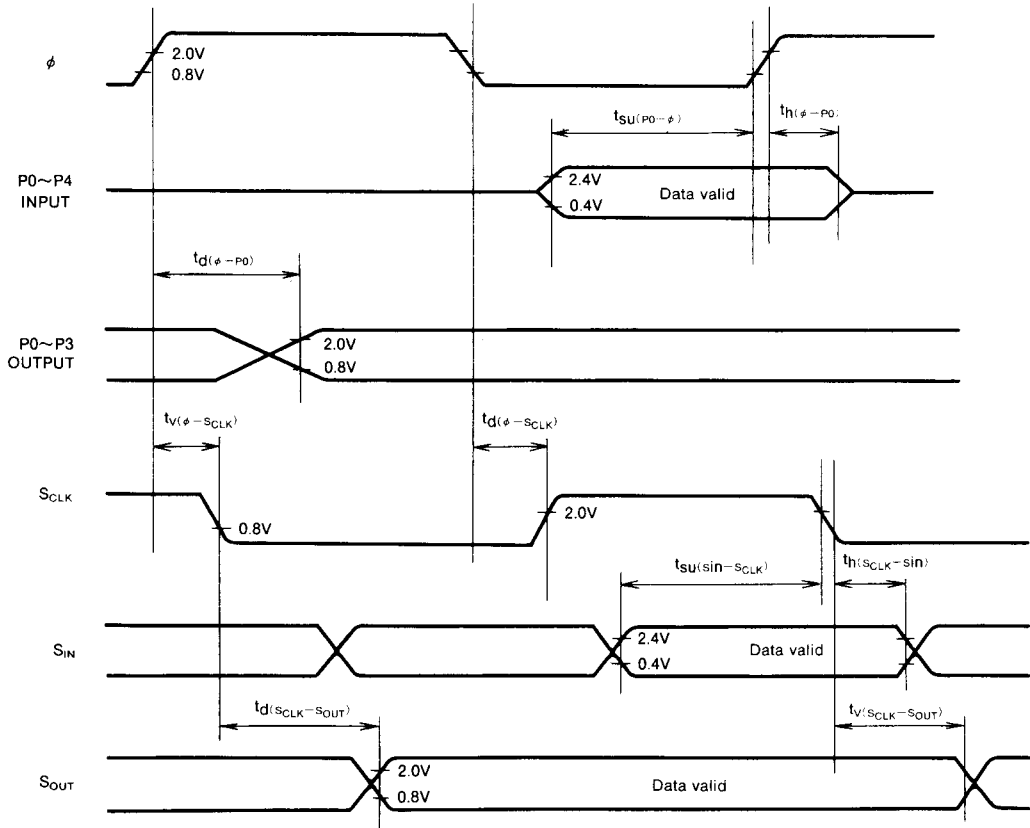 ϕ
2.0V
0.8V
tsu(P0−ϕ)
th(ϕ−P0)
P0∼P4
INPUT
2.4V
0.4V
Data valid
td(ϕ−P0)
P0∼P3
OUTPUT
2.0V
0.8V
tv(ϕ−SCLK)
td(ϕ−SCLK)
SCLK
0.8V
2.0V
tsu(sin−SCLK)
th(SCLK−sin)
SIN
2.4V
0.4V
Data valid
td(SCLK−SOUT)
tv(SCLK−SOUT)
SOUT
2.0V
0.8V
Data valid